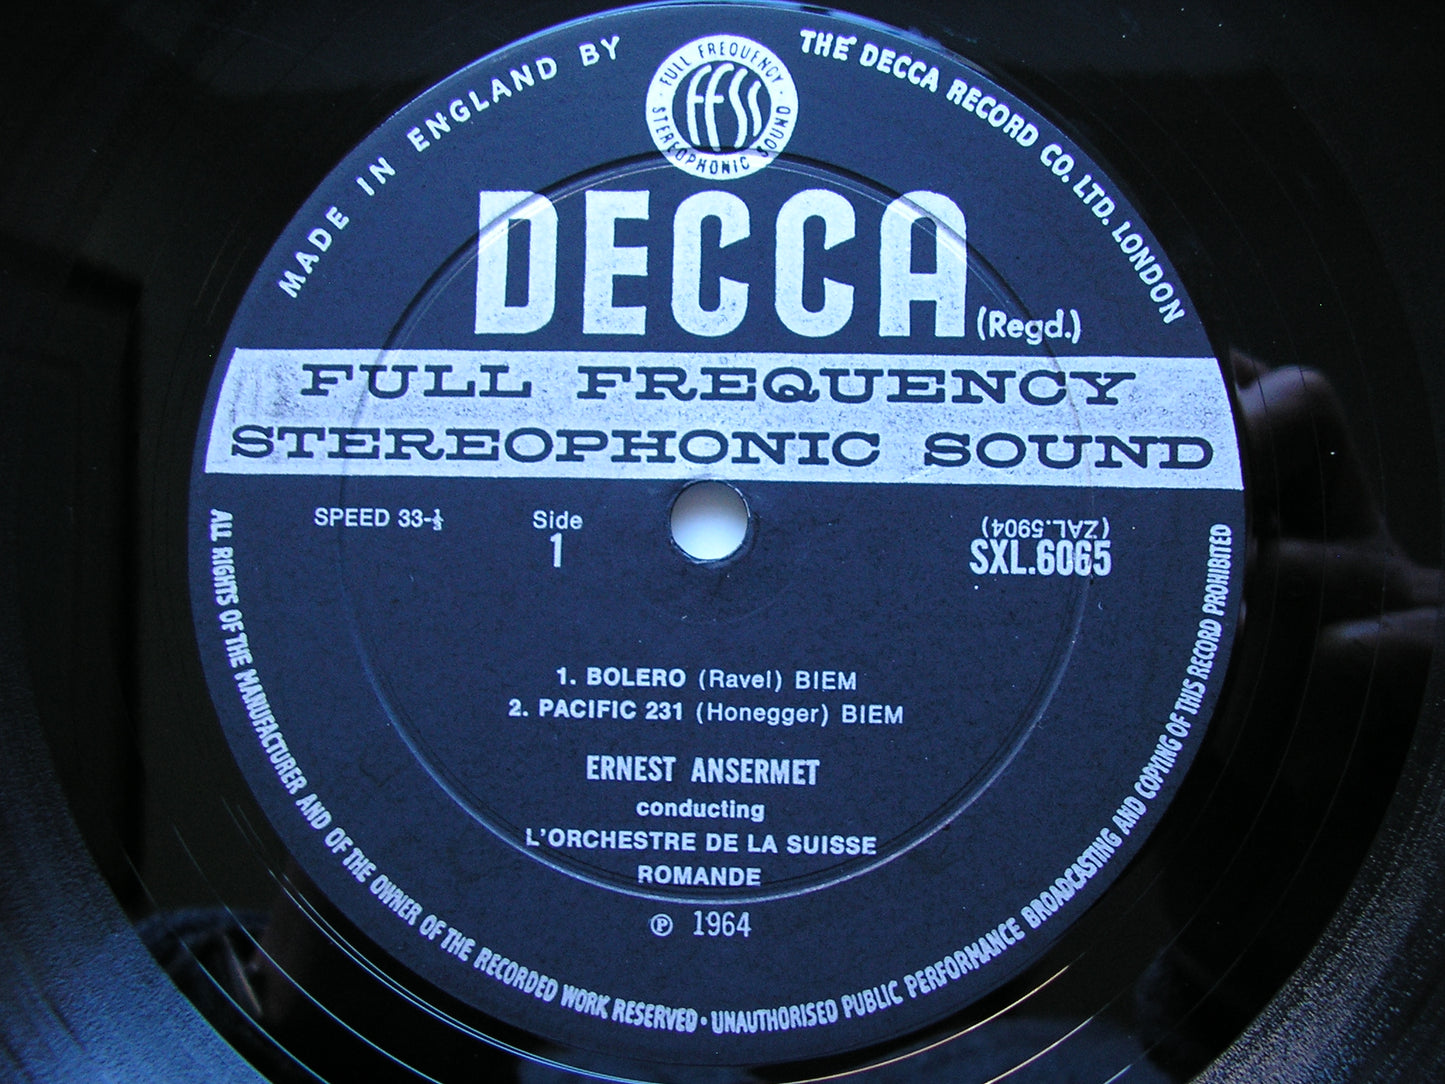 MADE IN ENGLAND BY
THE DECCA RECORD CO. LTD. LONDON
FULL FREQUENCY
ffss
STEREOPHONIC SOUND
DECCA
(Regd.)
FULL FREQUENCY
STEREOPHONIC SOUND
SPEED 33-⅓
Side
1
(ZAL.5904)
SXL.6065
1. BOLERO (Ravel) BIEM
2. PACIFIC 231 (Honegger) BIEM
ERNEST ANSERMET
conducting
L'ORCHESTRE DE LA SUISSE
ROMANDE
℗ 1964
ALL RIGHTS OF THE MANUFACTURER AND OF THE OWNER OF THE RECORDED WORK RESERVED · UNAUTHORISED PUBLIC PERFORMANCE BROADCASTING AND COPYING OF THIS RECORD PROHIBITED